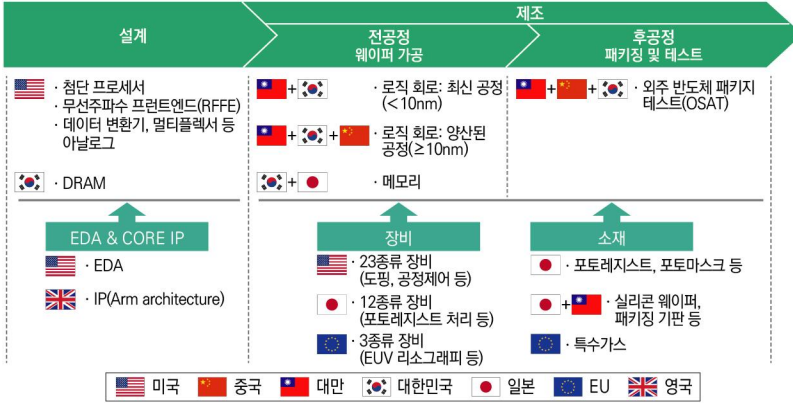 제조
설계
전공정
웨이퍼 가공
후공정
패키징 및 테스트
· 첨단 프로세서
· 무선주파수 프런트엔드(RFFE)
· 데이터 변환기, 멀티플렉서 등
아날로그
· DRAM
+ · 로직 회로: 최신 공정
(<10nm)
+ + · 로직 회로: 양산된
공정(≥10nm)
+ · 메모리
+ + · 외주 반도체 패키지
테스트(OSAT)
EDA & CORE IP
· EDA
· IP(Arm architecture)
장비
· 23종류 장비
(도핑, 공정제어 등)
· 12종류 장비
(포토레지스트 처리 등)
· 3종류 장비
(EUV 리소그래피 등)
소재
· 포토레지스트, 포토마스크 등
+ · 실리콘 웨이퍼,
패키징 기판 등
· 특수가스
미국 중국 대만 대한민국 일본 EU 영국